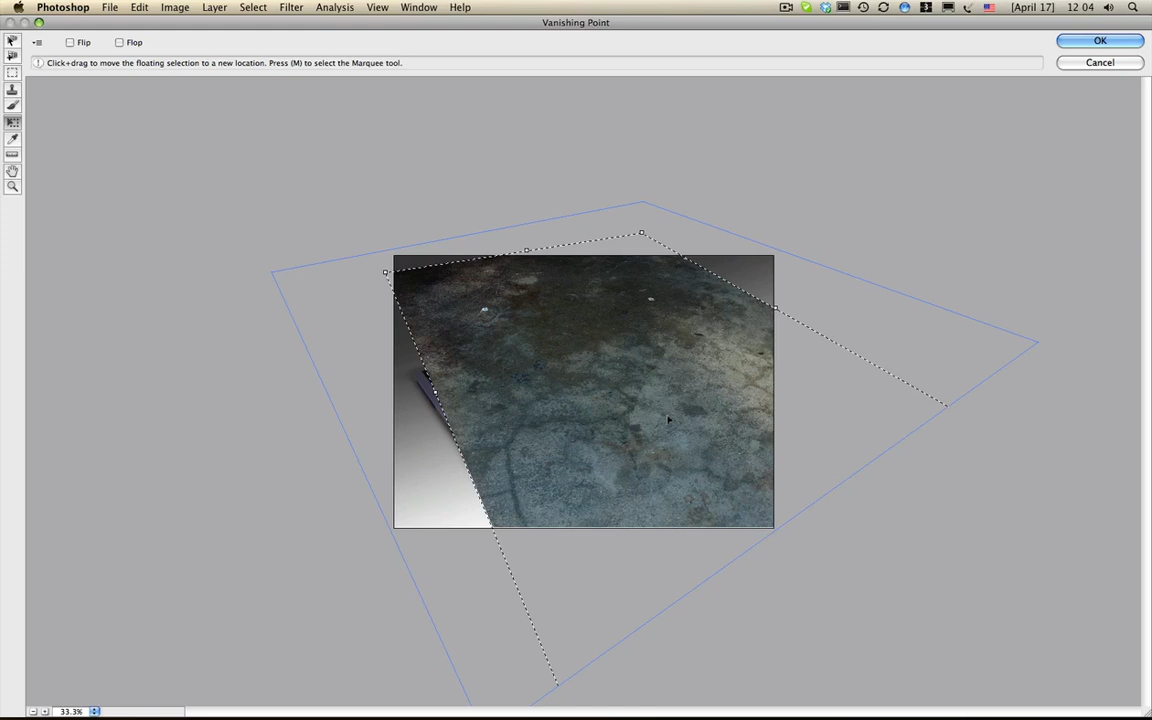 Photoshop File Edit Image Layer Select Filter Analysis View Window Help [April 17] 12 04
Vanishing Point
Flip Flop OK
Click+drag to move the floating selection to a new location. Press (M) to select the Marquee tool. Cancel
33.3%